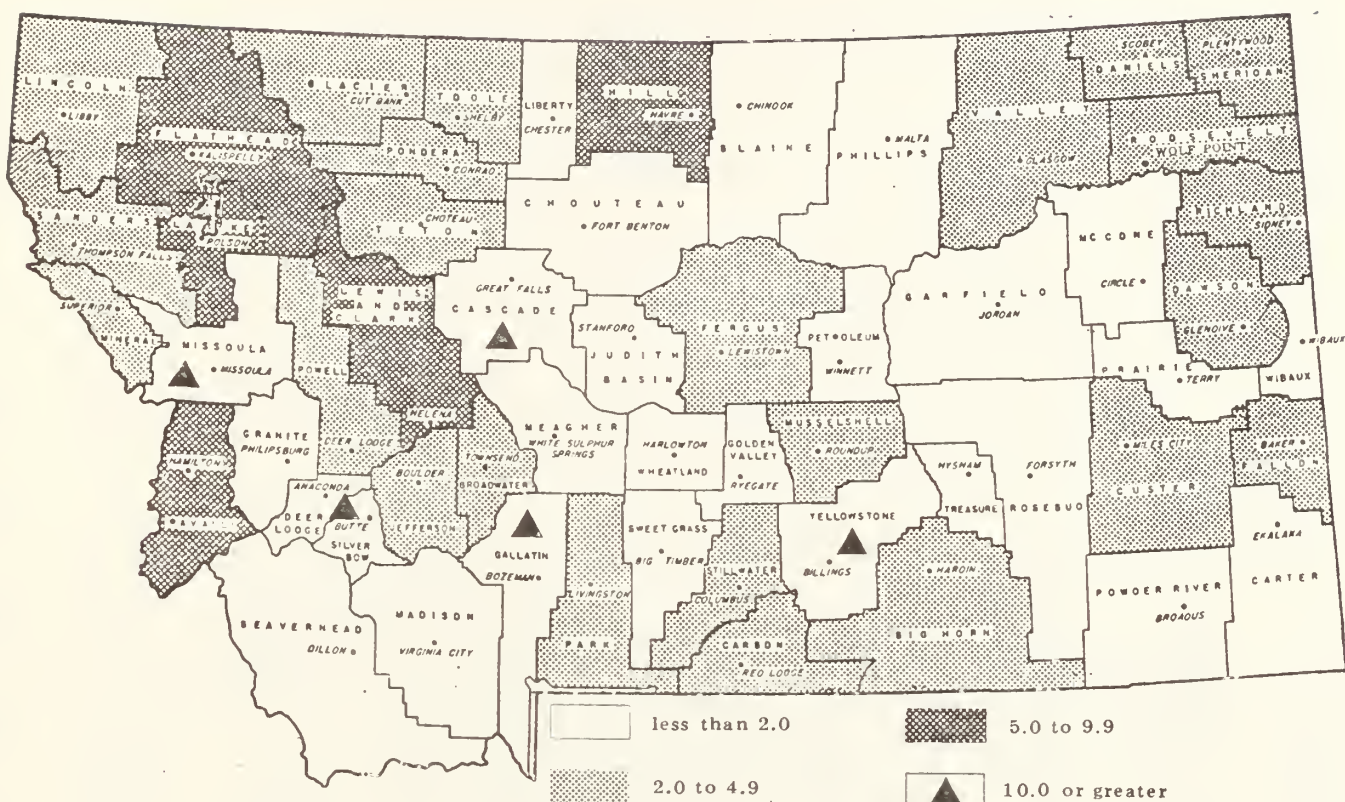 LINCOLN
LIBBY
FLATHEAD
KALISPELL
GLACIER
CUT BANK
TOOLE
SHELBY
PONDERA
CONRAD
LIBERTY
CHESTER
HILL
HAVRE
CHINOOK
BLAINE
MALTA
PHILLIPS
VALLEY
GLASGOW
SCOBEY
DANIELS
PLENTYWOOD
SHERIDAN
ROOSEVELT
WOLF POINT
SANDERS
THOMPSON FALLS
LAKE
POLSON
TETON
CHOTEAU
CHOUTEAU
FORT BENTON
RICHLAND
SIDNEY
MC CONE
CIRCLE
GARFIELD
JORDAN
DAWSON
GLENDIVE
SUPERIOR
MINERAL
MISSOULA
MISSOULA
POWELL
DEER LODGE
LEWIS
AND
CLARK
HELENA
GREAT FALLS
CASCADE
STANFORD
JUDITH
BASIN
FERGUS
LEWISTOWN
PETROLEUM
WINNETT
PRAIRIE
TERRY
WIBAUX
WIBAUX
GRANITE
PHILIPSBURG
HAMILTON
RAVALLI
ANACONDA
DEER
LODGE
BUTTE
SILVER
BOW
BOULDER
JEFFERSON
TOWNSEND
BROADWATER
MEAGHER
WHITE SULPHUR
SPRINGS
HARLOWTON
WHEATLAND
GOLDEN
VALLEY
RYEGATE
MUSSELSHELL
ROUNDUP
HYSHAM
TREASURE
FORSYTH
ROSEBUD
MILES CITY
CUSTER
BAKER
FALLON
GALLATIN
BOZEMAN
LIVINGSTON
PARK
SWEET GRASS
BIG TIMBER
STILLWATER
COLUMBUS
YELLOWSTONE
BILLINGS
HARDIN
BIG HORN
CARBON
RED LODGE
POWDER RIVER
BROADUS
EKALAKA
CARTER
BEAVERHEAD
DILLON
MADISON
VIRGINIA CITY
less than 2.0
5.0 to 9.9
2.0 to 4.9
10.0 or greater